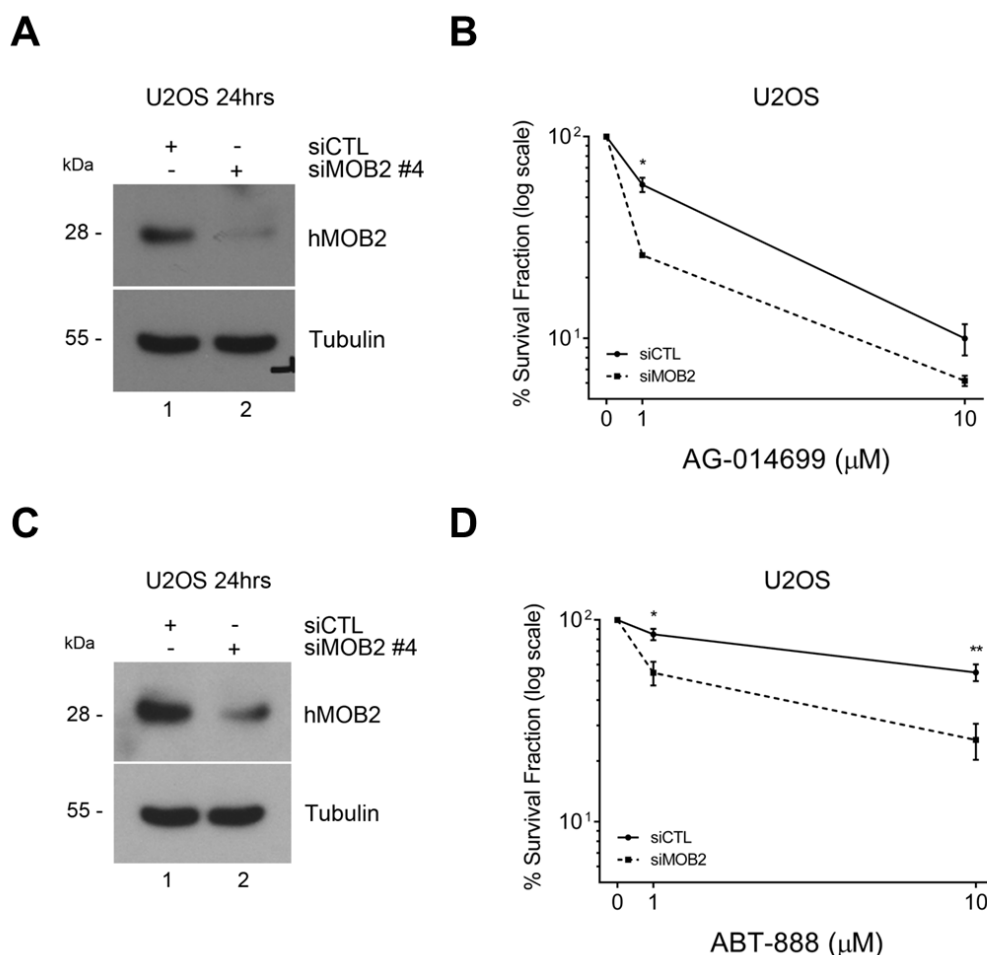 A
U2OS 24hrs
+ - siCTL
kDa - + siMOB2 #4
28 - hMOB2
55 - Tubulin
1 2
B
U2OS
% Survival Fraction (log scale)
10²
*
10¹
siCTL
siMOB2
0 1 10
AG-014699 (μM)
C
U2OS 24hrs
+ - siCTL
kDa - + siMOB2 #4
28 - hMOB2
55 - Tubulin
1 2
D
U2OS
% Survival Fraction (log scale)
10²
* **
10¹
siCTL
siMOB2
0 1 10
ABT-888 (μM)